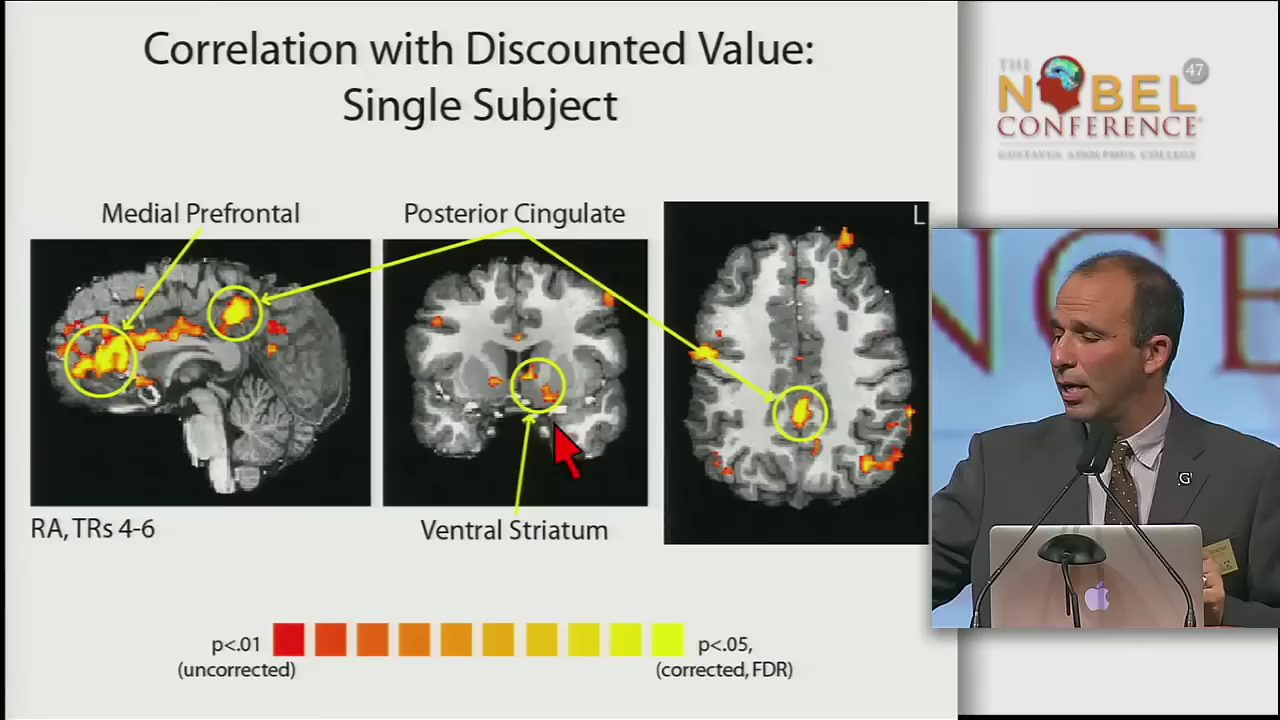 Correlation with Discounted Value:
Single Subject
THE
NOBEL
47
CONFERENCE
GUSTAVUS ADOLPHUS COLLEGE
Medial Prefrontal
Posterior Cingulate
L
RA, TRs 4-6
Ventral Striatum
p<.01
(uncorrected)
p<.05,
(corrected, FDR)
N C E
G